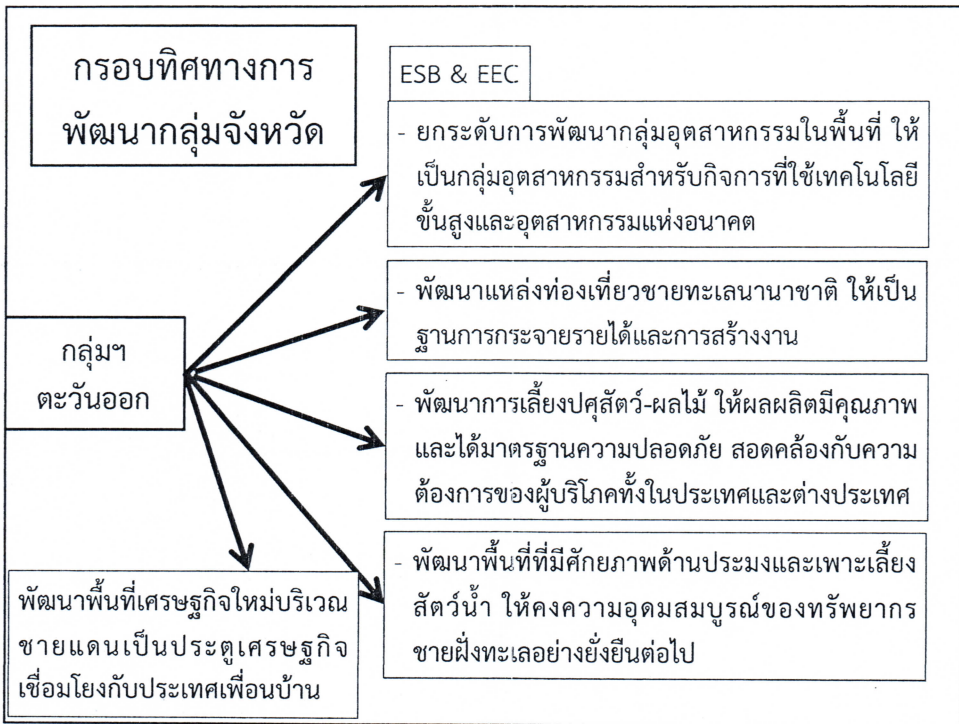 กรอบทิศทางการ
พัฒนากลุ่มจังหวัด
ESB & EEC
- ยกระดับการพัฒนากลุ่มอุตสาหกรรมในพื้นที่ ให้
เป็นกลุ่มอุตสาหกรรมสำหรับกิจการที่ใช้เทคโนโลยี
ขั้นสูงและอุตสาหกรรมแห่งอนาคต
- พัฒนาแหล่งท่องเที่ยวชายทะเลนานาชาติ ให้เป็น
ฐานการกระจายรายได้และการสร้างงาน
กลุ่มฯ
ตะวันออก
- พัฒนาการเลี้ยงปศุสัตว์-ผลไม้ ให้ผลผลิตมีคุณภาพ
และได้มาตรฐานความปลอดภัย สอดคล้องกับความ
ต้องการของผู้บริโภคทั้งในประเทศและต่างประเทศ
- พัฒนาพื้นที่ที่มีศักยภาพด้านประมงและเพาะเลี้ยง
สัตว์น้ำ ให้คงความอุดมสมบูรณ์ของทรัพยากร
ชายฝั่งทะเลอย่างยั่งยืนต่อไป
พัฒนาพื้นที่เศรษฐกิจใหม่บริเวณ
ชายแดนเป็นประตูเศรษฐกิจ
เชื่อมโยงกับประเทศเพื่อนบ้าน